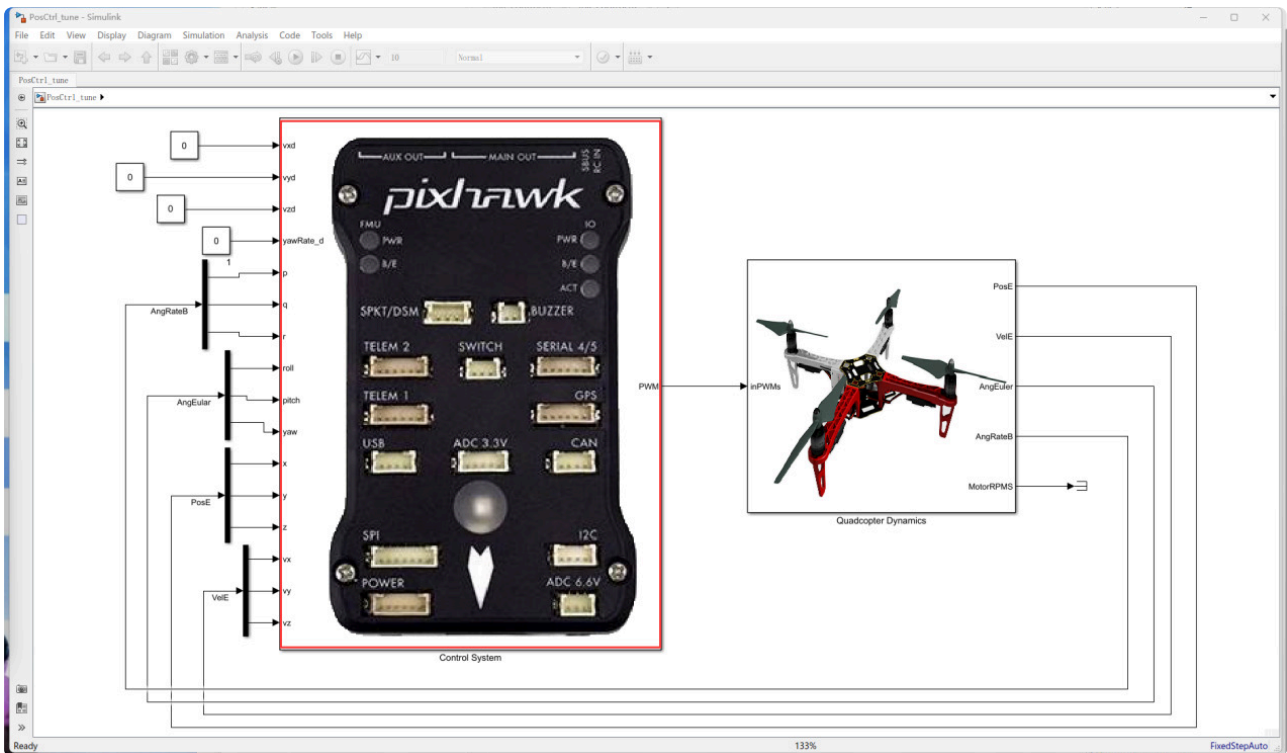 PosCtrl_tune - Simulink
File Edit View Display Diagram Simulation Analysis Code Tools Help
10 Normal
PosCtrl_tune
PosCtrl_tune
0 vxd
0 vyd
0 vzd
0 yawRate_d
1
p
q
r
AngRateB
roll
pitch
yaw
AngEular
x
y
z
PosE
vx
vy
vz
VelE
AUX OUT MAIN OUT SBUS RC IN
pixhawk
FMU IO
PWR PWR
B/E B/E
ACT
SPKT/DSM BUZZER
TELEM 2 SWITCH SERIAL 4/5
TELEM 1 GPS
USB ADC 3.3V CAN
SPI I2C
POWER ADC 6.6V
PWM
Control System
inPWMs
PosE
VelE
AngEuler
AngRateB
MotorRPMS
Quadcopter Dynamics
Ready 133% FixedStepAuto